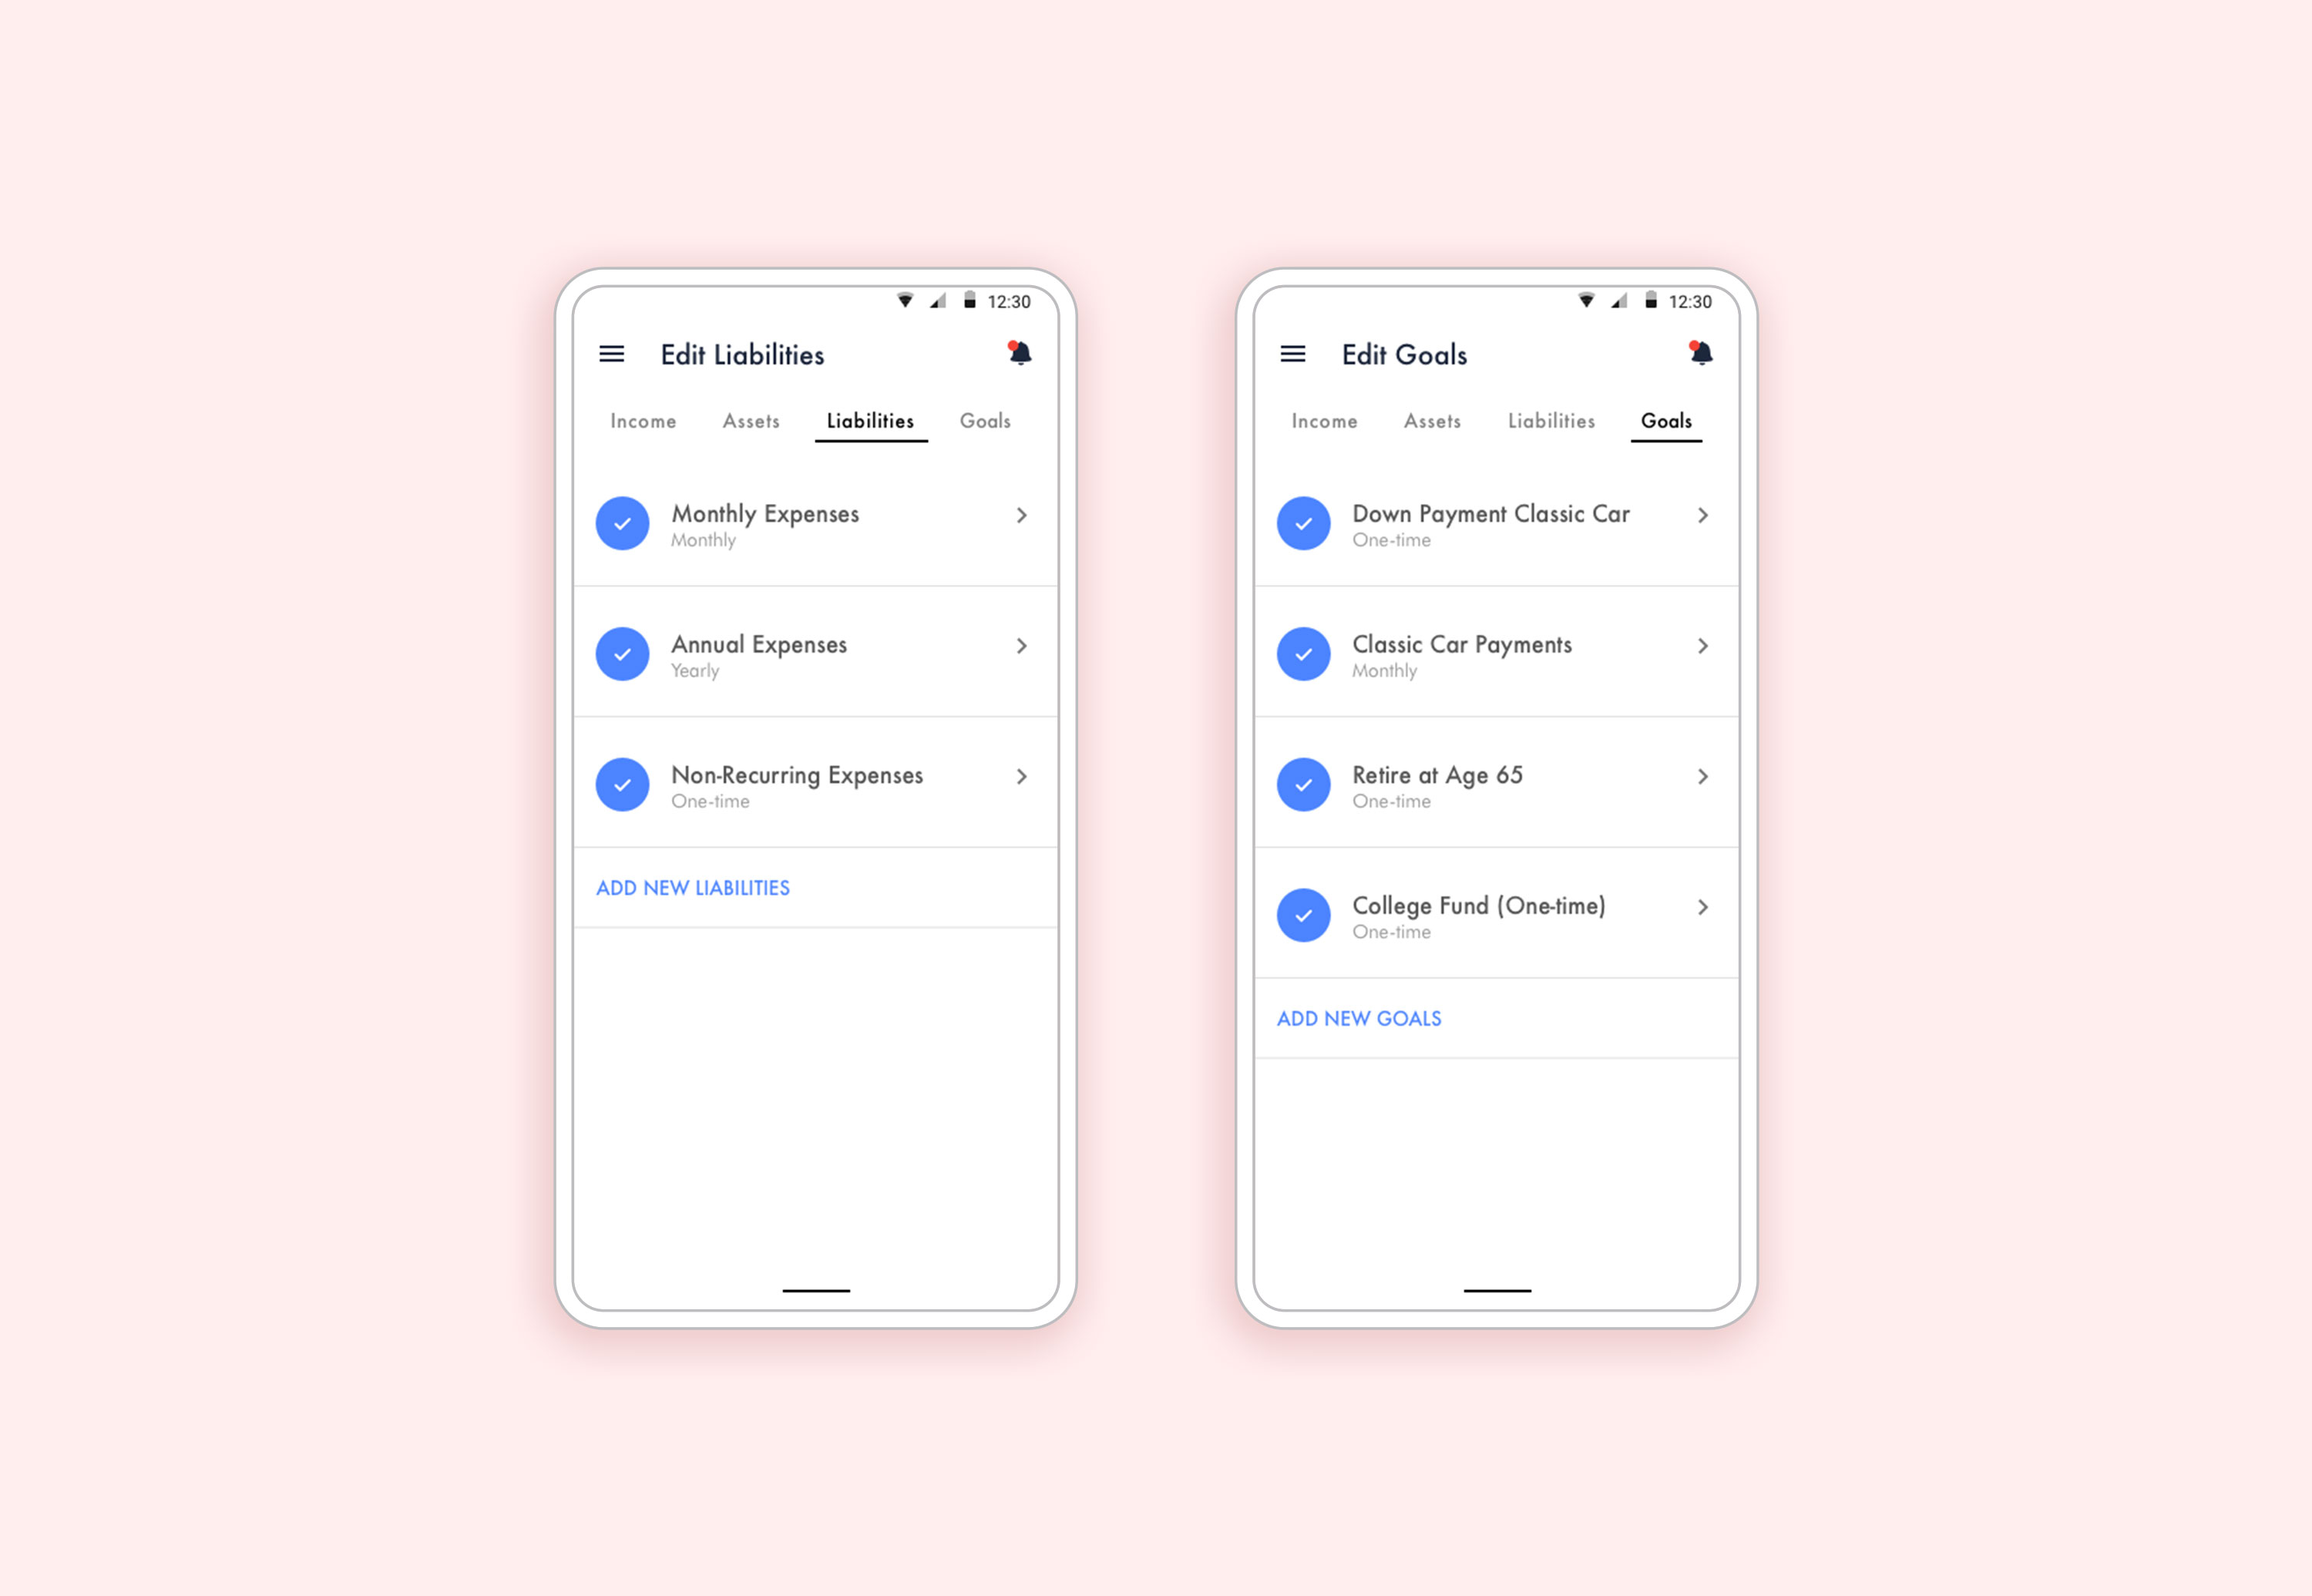 12:30
Edit Liabilities
Income Assets Liabilities Goals
Monthly Expenses
Monthly
Annual Expenses
Yearly
Non-Recurring Expenses
One-time
ADD NEW LIABILITIES
12:30
Edit Goals
Income Assets Liabilities Goals
Down Payment Classic Car
One-time
Classic Car Payments
Monthly
Retire at Age 65
One-time
College Fund (One-time)
One-time
ADD NEW GOALS